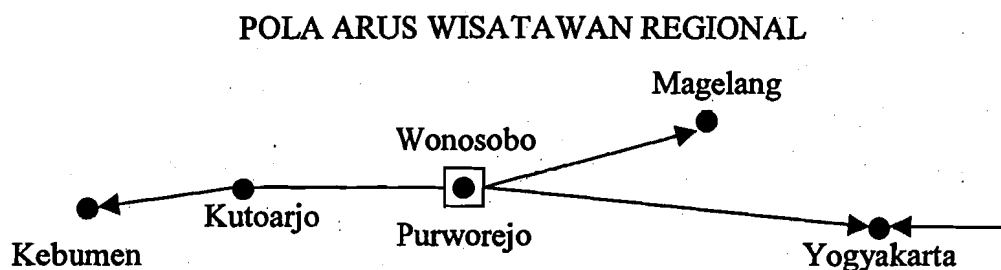 POLA ARUS WISATAWAN REGIONAL
Magelang
Wonosobo
Kutoarjo
Purworejo
Kebumen
Yogyakarta